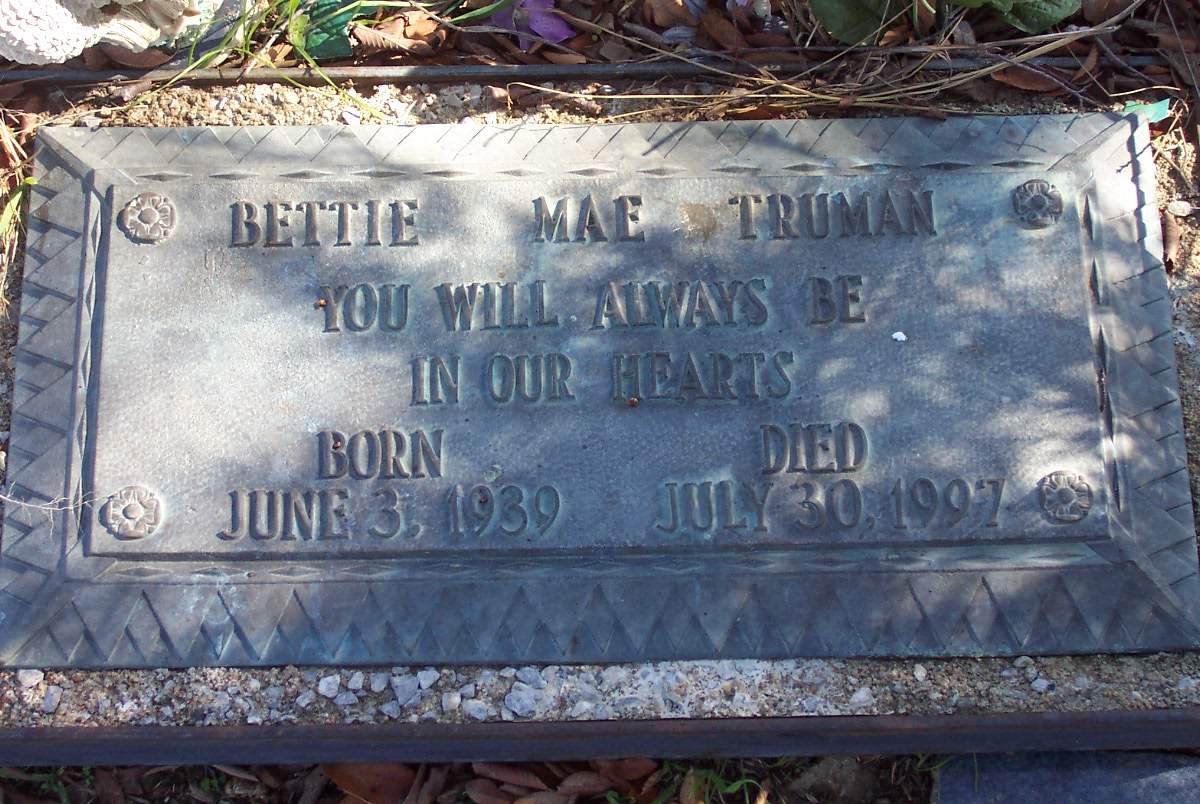 BETTIE MAE TRUMAN
YOU WILL ALWAYS BE
IN OUR HEARTS
BORN DIED
JUNE 3, 1939 JULY 30, 1997